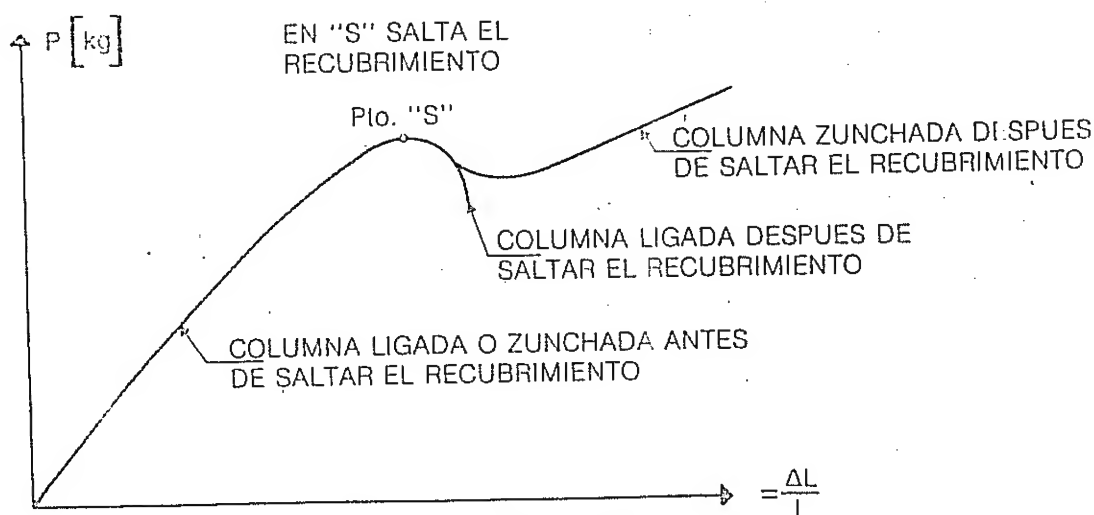 P [kg]
EN "S" SALTA EL
RECUBRIMIENTO
Pto. "S"
COLUMNA ZUNCHADA DESPUES
DE SALTAR EL RECUBRIMIENTO
COLUMNA LIGADA DESPUES DE
SALTAR EL RECUBRIMIENTO
COLUMNA LIGADA O ZUNCHADA ANTES
DE SALTAR EL RECUBRIMIENTO
= ΔL
L